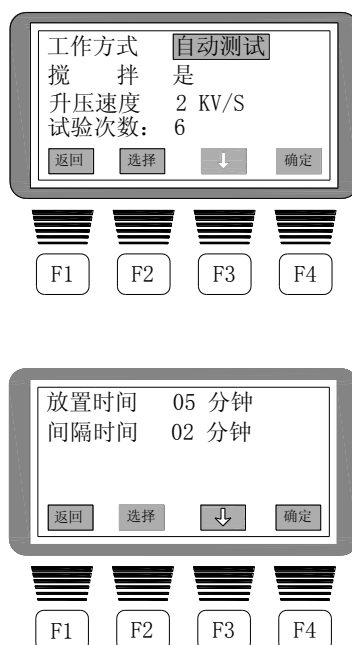 工作方式 自动测试
搅 拌 是
升压速度 2 KV/S
试验次数： 6
返回 选择 ↓ 确定
F1 F2 F3 F4
放置时间 05 分钟
间隔时间 02 分钟
返回 选择 ↓ 确定
F1 F2 F3 F4